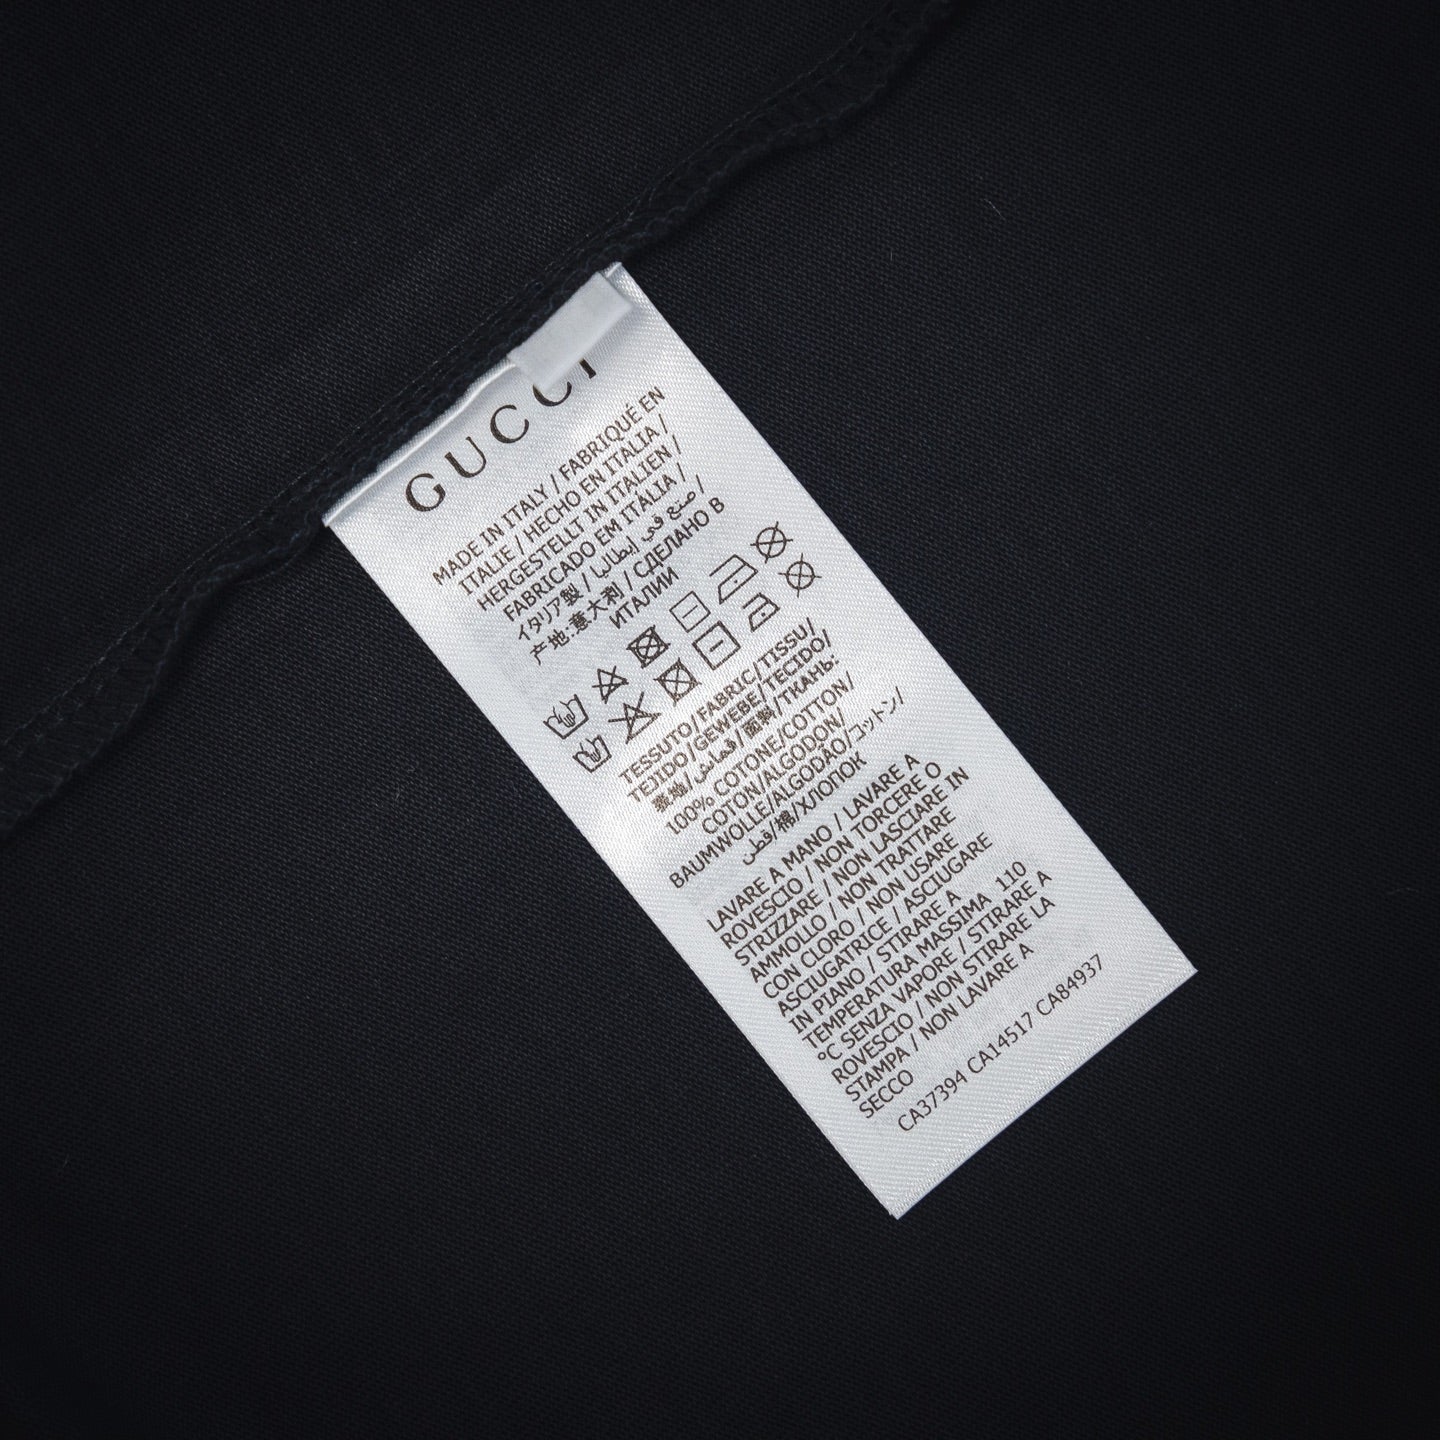 GUCCI
MADE IN ITALY / FABRIQUÉ EN
ITALIE / HECHO EN ITALIA /
HERGESTELLT IN ITALIEN /
FABRICADO EM ITÁLIA /
イタリア製 / صنع في إيطاليا /
产地:意大利 / СДЕЛАНО В
ИТАЛИИ
TESSUTO/FABRIC/TISSU/
TEJIDO/GEWEBE/TECIDO/
قماش/面料/ТКАНЬ:
100% COTONE/COTTON/
COTON/ALGODON/
BAUMWOLLE/ALGODÃO/コットン/
قطن/棉/ХЛОПОК
LAVARE A MANO / LAVARE A
ROVESCIO / NON TORCERE O
STRIZZARE / NON LASCIARE IN
AMMOLLO / NON TRATTARE
CON CLORO / NON USARE
ASCIUGATRICE / ASCIUGARE
IN PIANO / STIRARE A
TEMPERATURA MASSIMA 110
°C SENZA VAPORE / STIRARE A
ROVESCIO / NON STIRARE LA
STAMPA / NON LAVARE A
SECCO
CA37394 CA14517 CA84937